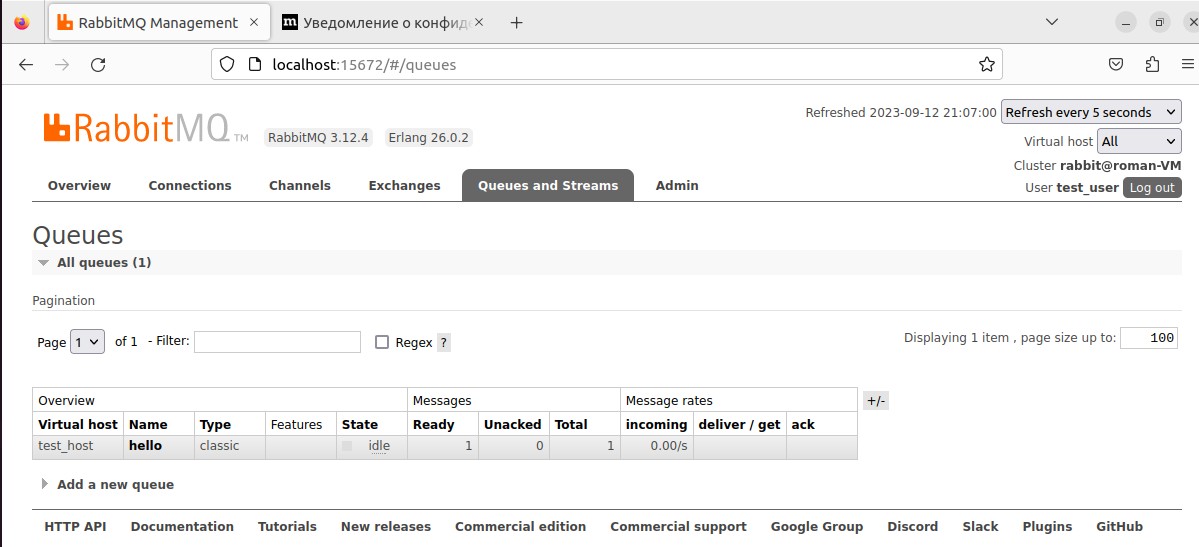 RabbitMQ Management
Уведомление о конфид
localhost:15672/#/queues
RabbitMQ TM
RabbitMQ 3.12.4 Erlang 26.0.2
Refreshed 2023-09-12 21:07:00 Refresh every 5 seconds
Virtual host All
Cluster rabbit@roman-VM
User test_user Log out
Overview Connections Channels Exchanges Queues and Streams Admin
Queues
All queues (1)
Pagination
Page 1 of 1 - Filter: Regex ? Displaying 1 item , page size up to: 100
Overview Messages Message rates +/-
Virtual host Name Type Features State Ready Unacked Total incoming deliver / get ack
test_host hello classic idle 1 0 1 0.00/s
Add a new queue
HTTP API Documentation Tutorials New releases Commercial edition Commercial support Google Group Discord Slack Plugins GitHub